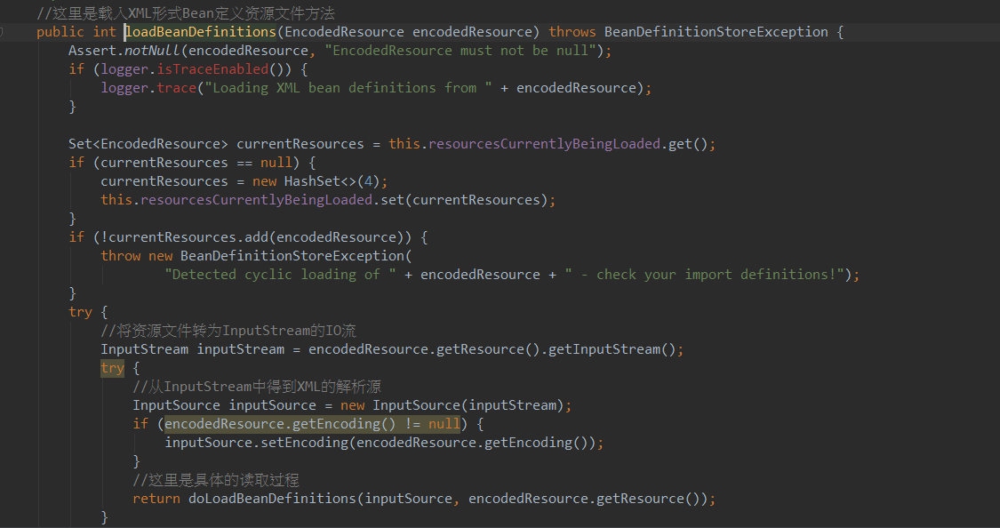 //这里是载入XML形式Bean定义资源文件方法
public int loadBeanDefinitions(EncodedResource encodedResource) throws BeanDefinitionStoreException {
Assert.notNull(encodedResource, "EncodedResource must not be null");
if (logger.isTraceEnabled()) {
logger.trace("Loading XML bean definitions from " + encodedResource);
}
Set<EncodedResource> currentResources = this.resourcesCurrentlyBeingLoaded.get();
if (currentResources == null) {
currentResources = new HashSet<>(4);
this.resourcesCurrentlyBeingLoaded.set(currentResources);
}
if (!currentResources.add(encodedResource)) {
throw new BeanDefinitionStoreException(
"Detected cyclic loading of " + encodedResource + " - check your import definitions!");
}
try {
//将资源文件转为InputStream的IO流
InputStream inputStream = encodedResource.getResource().getInputStream();
try {
//从InputStream中得到XML的解析源
InputSource inputSource = new InputSource(inputStream);
if (encodedResource.getEncoding() != null) {
inputSource.setEncoding(encodedResource.getEncoding());
}
//这里是具体的读取过程
return doLoadBeanDefinitions(inputSource, encodedResource.getResource());
}